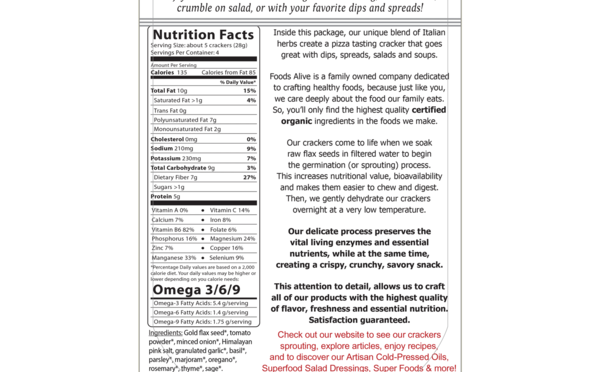 crumble on salad, or with your favorite dips and spreads!
Nutrition Facts
Serving Size: about 5 crackers (28g)
Servings Per Container: 4
Amount Per Serving
Calories 135 Calories from Fat 85
% Daily Value*
Total Fat 10g 15%
Saturated Fat >1g 4%
Trans Fat 0g
Polyunsaturated Fat 7g
Monounsaturated Fat 2g
Cholesterol 0mg 0%
Sodium 210mg 9%
Potassium 230mg 7%
Total Carbohydrate 9g 3%
Dietary Fiber 7g 27%
Sugars >1g
Protein 5g
Vitamin A 0% • Vitamin C 14%
Calcium 7% • Iron 8%
Vitamin B6 82% • Folate 6%
Phosphorus 16% • Magnesium 24%
Zinc 7% • Copper 16%
Manganese 33% • Selenium 9%
*Percentage Daily values are based on a 2,000
calorie diet. Your daily values may be higher or
lower depending on you calorie needs.
Omega 3/6/9
Omega-3 Fatty Acids: 5.4 g/serving
Omega-6 Fatty Acids: 1.4 g/serving
Omega-9 Fatty Acids: 1.75 g/serving
Ingredients: Gold flax seed*, tomato
powder*, minced onion*, Himalayan
pink salt, granulated garlic*, basil*,
parsley*, marjoram*, oregano*,
rosemary*, thyme*, sage*.
Inside this package, our unique blend of Italian
herbs create a pizza tasting cracker that goes
great with dips, spreads, salads and soups.
Foods Alive is a family owned company dedicated
to crafting healthy foods, because just like you,
we care deeply about the food our family eats.
So, you'll only find the highest quality certified
organic ingredients in the foods we make.
Our crackers come to life when we soak
raw flax seeds in filtered water to begin
the germination (or sprouting) process.
This increases nutritional value, bioavailability
and makes them easier to chew and digest.
Then, we gently dehydrate our crackers
overnight at a very low temperature.
Our delicate process preserves the
vital living enzymes and essential
nutrients, while at the same time,
creating a crispy, crunchy, savory snack.
This attention to detail, allows us to craft
all of our products with the highest quality
of flavor, freshness and essential nutrition.
Satisfaction guaranteed.
Check out our website to see our crackers
sprouting, explore articles, enjoy recipes,
and to discover our Artisan Cold-Pressed Oils,
Superfood Salad Dressings, Super Foods & more!